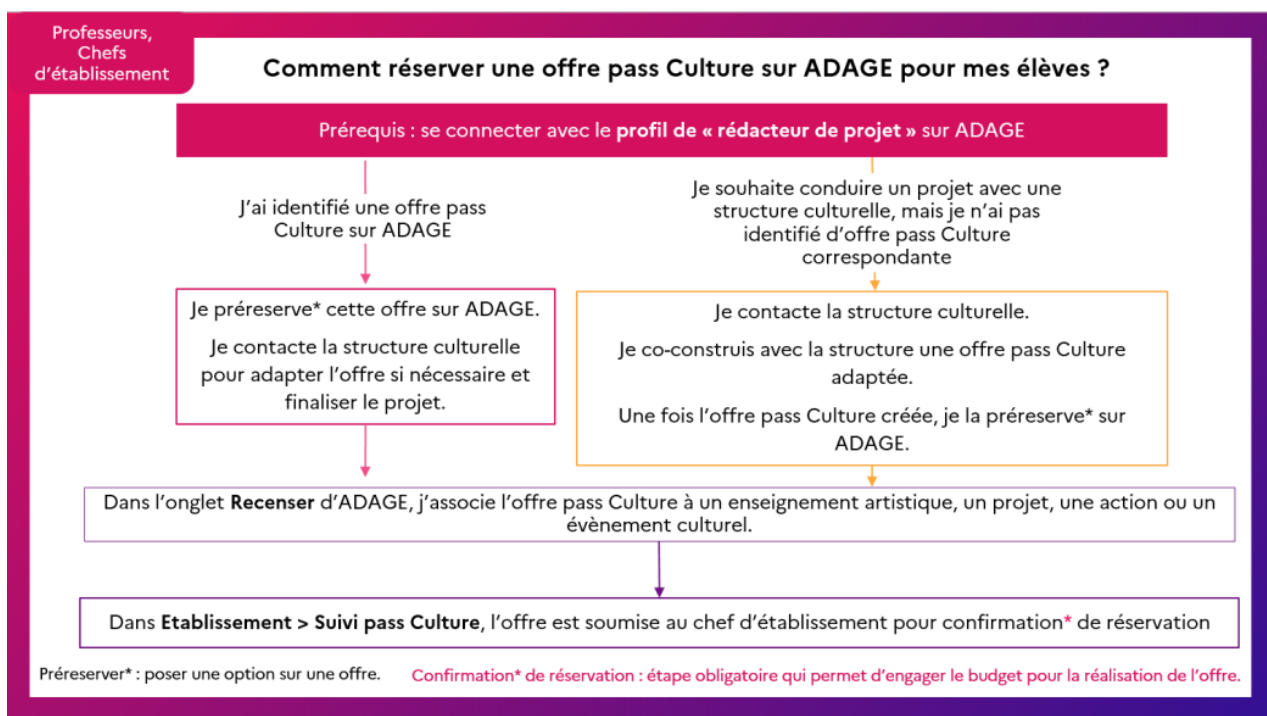 Professeurs,
Chefs
d'établissement
Comment réserver une offre pass Culture sur ADAGE pour mes élèves ?
Prérequis : se connecter avec le profil de « rédacteur de projet » sur ADAGE
J'ai identifié une offre pass
Culture sur ADAGE
Je souhaite conduire un projet avec une
structure culturelle, mais je n'ai pas
identifié d'offre pass Culture
correspondante
Je préreserve* cette offre sur ADAGE.
Je contacte la structure culturelle
pour adapter l'offre si nécessaire et
finaliser le projet.
Je contacte la structure culturelle.
Je co-construis avec la structure une offre pass Culture
adaptée.
Une fois l'offre pass Culture créée, je la préreserve* sur
ADAGE.
Dans l'onglet Recenser d'ADAGE, j'associe l'offre pass Culture à un enseignement artistique, un projet, une action ou un
évènement culturel.
Dans Etablissement > Suivi pass Culture, l'offre est soumise au chef d'établissement pour confirmation* de réservation
Préreserver* : poser une option sur une offre.
Confirmation* de réservation : étape obligatoire qui permet d'engager le budget pour la réalisation de l'offre.